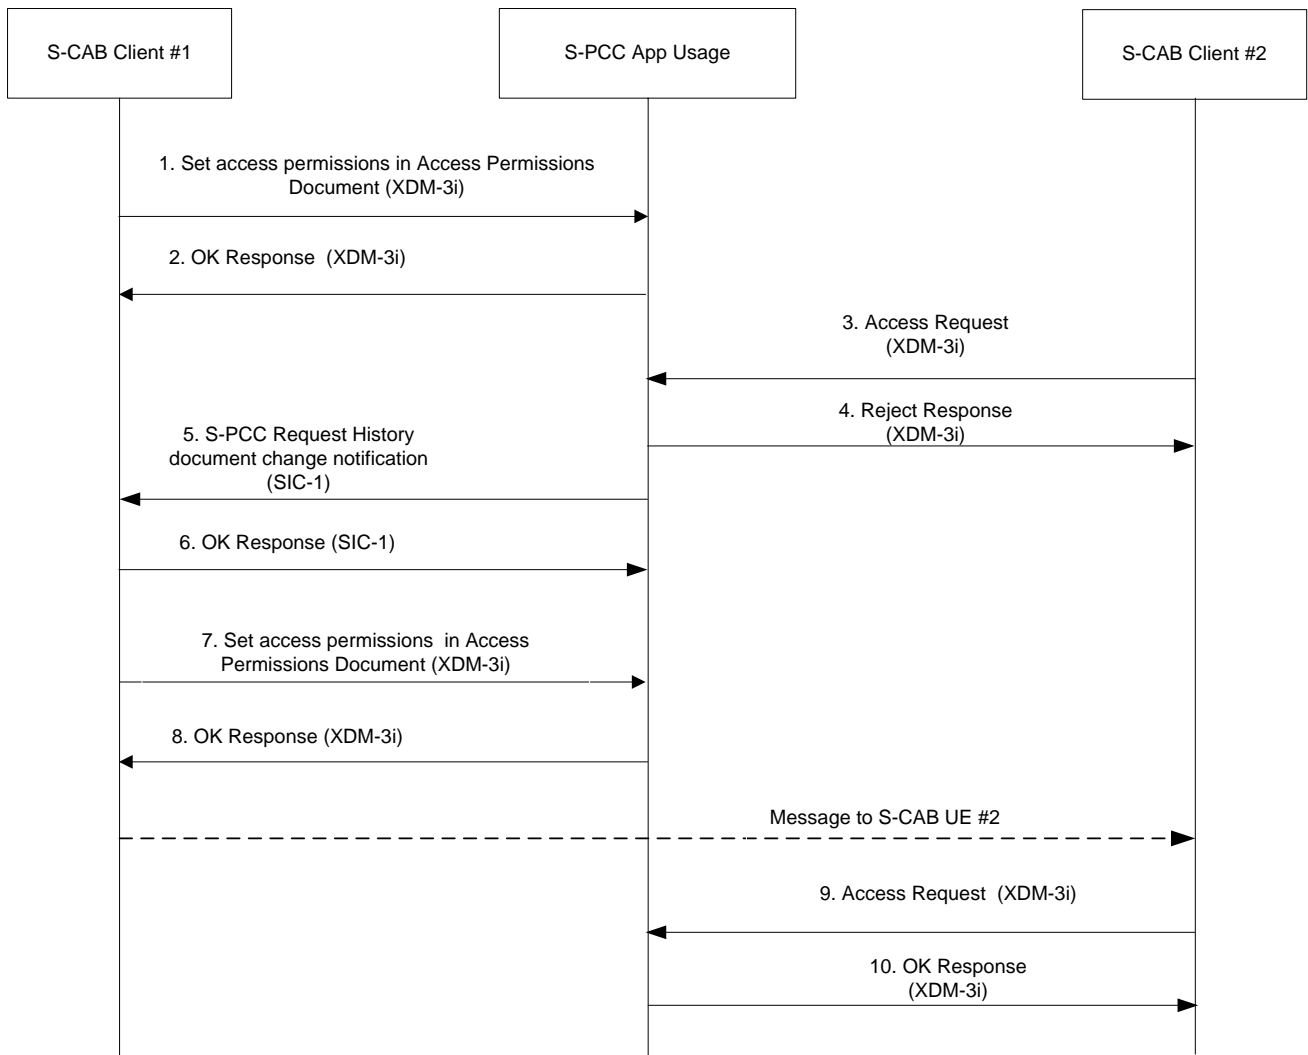 S-CAB Client #1
S-PCC App Usage
S-CAB Client #2
1. Set access permissions in Access Permissions
Document (XDM-3i)
2. OK Response  (XDM-3i)
3. Access Request
(XDM-3i)
4. Reject Response
(XDM-3i)
5. S-PCC Request History
document change notification
(SIC-1)
6. OK Response (SIC-1)
7. Set access permissions  in Access
Permissions Document (XDM-3i)
8. OK Response (XDM-3i)
Message to S-CAB UE #2
9. Access Request  (XDM-3i)
10. OK Response
(XDM-3i)